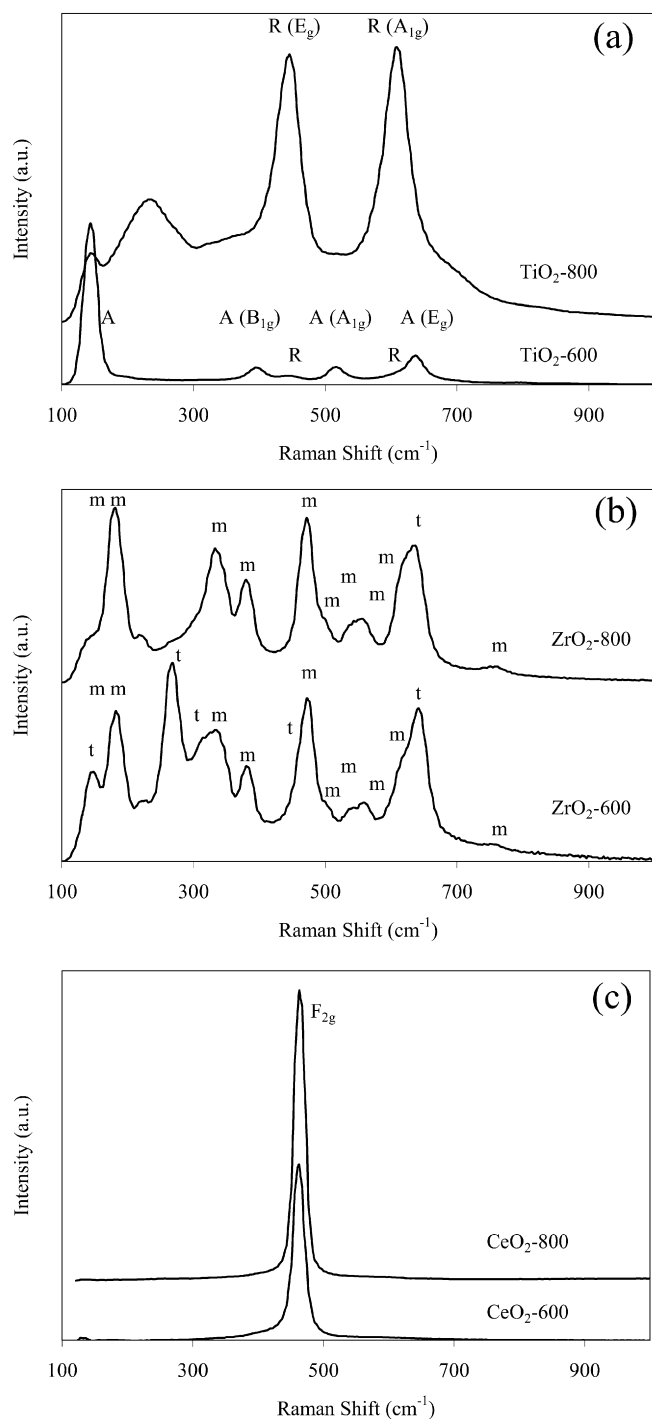 R (Eg) R (A1g) (a)
Intensity (a.u.)
TiO2-800
A A (B1g) A (A1g) A (Eg)
R R TiO2-600
100 300 500 700 900
Raman Shift (cm-1)
(b)
m m m m m m m m m t m
Intensity (a.u.)
ZrO2-800
t m m t t m m t m m m m m t m
ZrO2-600
100 300 500 700 900
Raman Shift (cm-1)
(c)
F2g
Intensity (a.u.)
CeO2-800
CeO2-600
100 300 500 700 900
Raman Shift (cm-1)